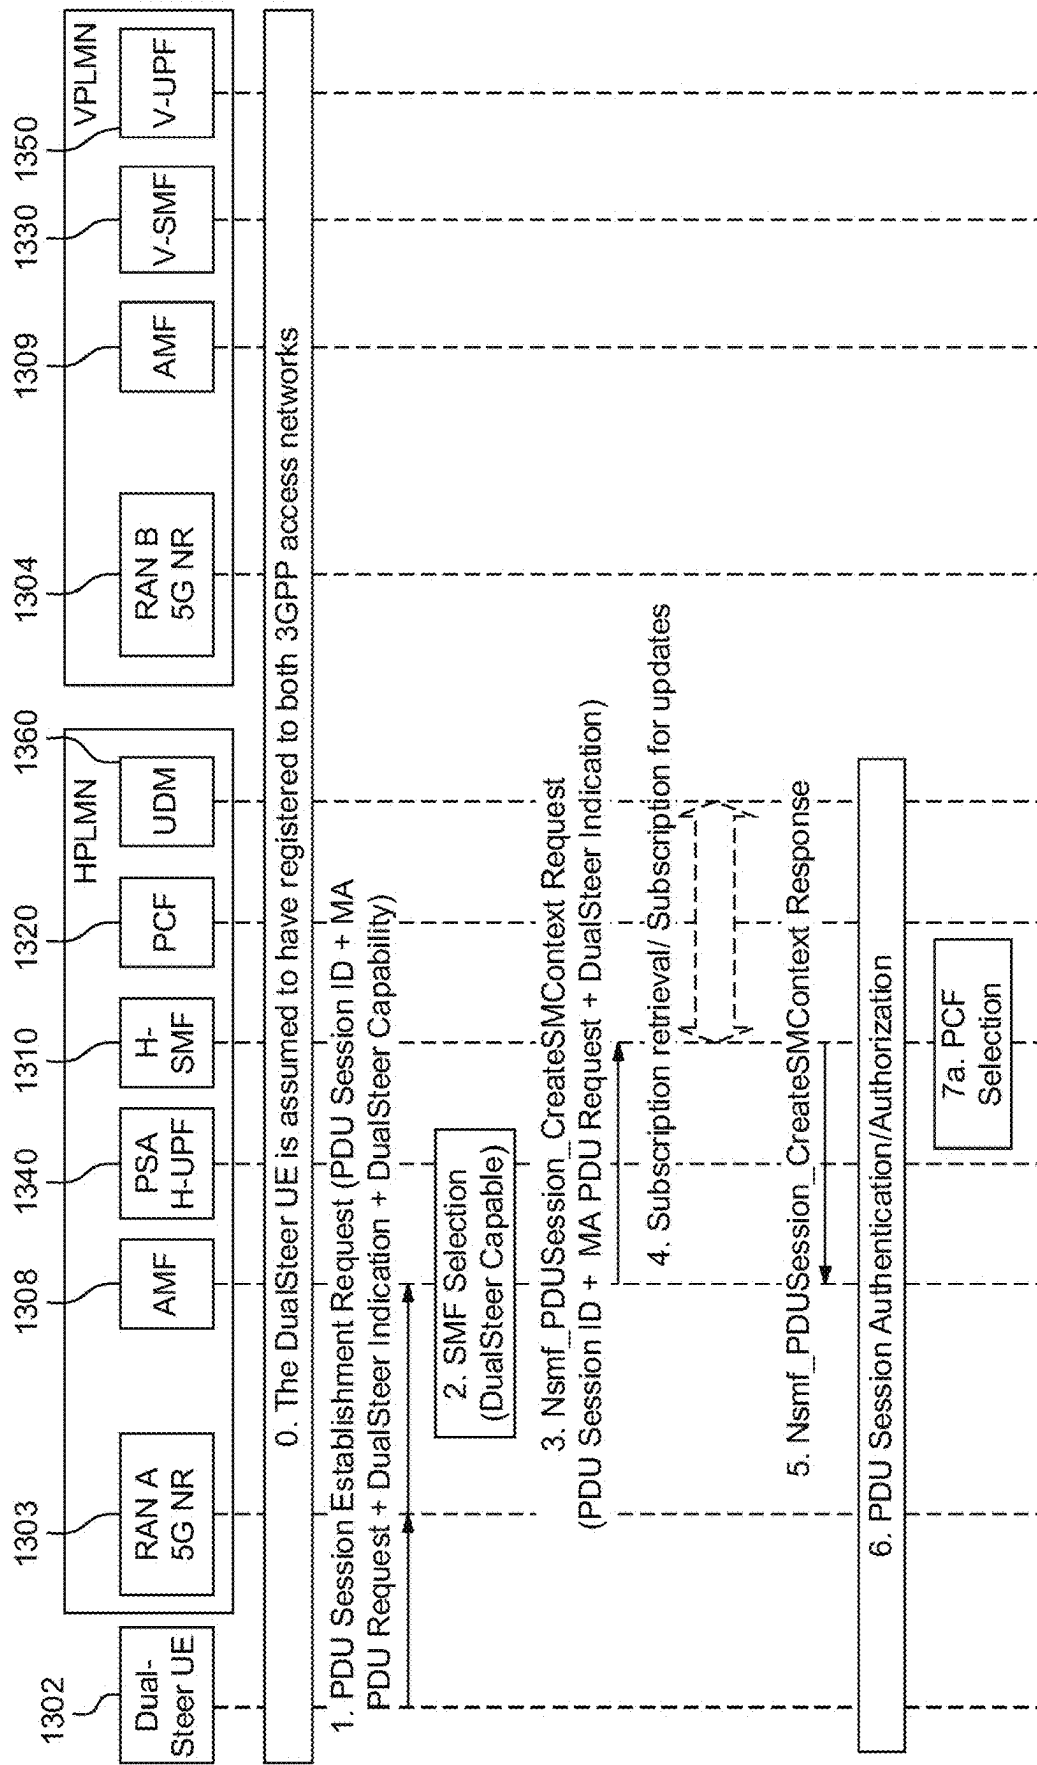 1302
1303
1308
1340
1310
1320
1360
1304
1309
1330
1350
HPLMN
VPLMN
Dual-
Steer UE
RAN A
5G NR
AMF
PSA
H-UPF
H-
SMF
PCF
UDM
RAN B
5G NR
AMF
V-SMF
V-UPF
0. The DualSteer UE is assumed to have registered to both 3GPP access networks
1. PDU Session Establishment Request (PDU Session ID + MA
PDU Request + DualSteer Indication + DualSteer Capability)
2. SMF Selection
(DualSteer Capable)
3. Nsmf_PDUSession_CreateSMContext Request
(PDU Session ID + MA PDU Request + DualSteer Indication)
4. Subscription retrieval/ Subscription for updates
5. Nsmf_PDUSession_CreateSMContext Response
6. PDU Session Authentication/Authorization
7a. PCF
Selection